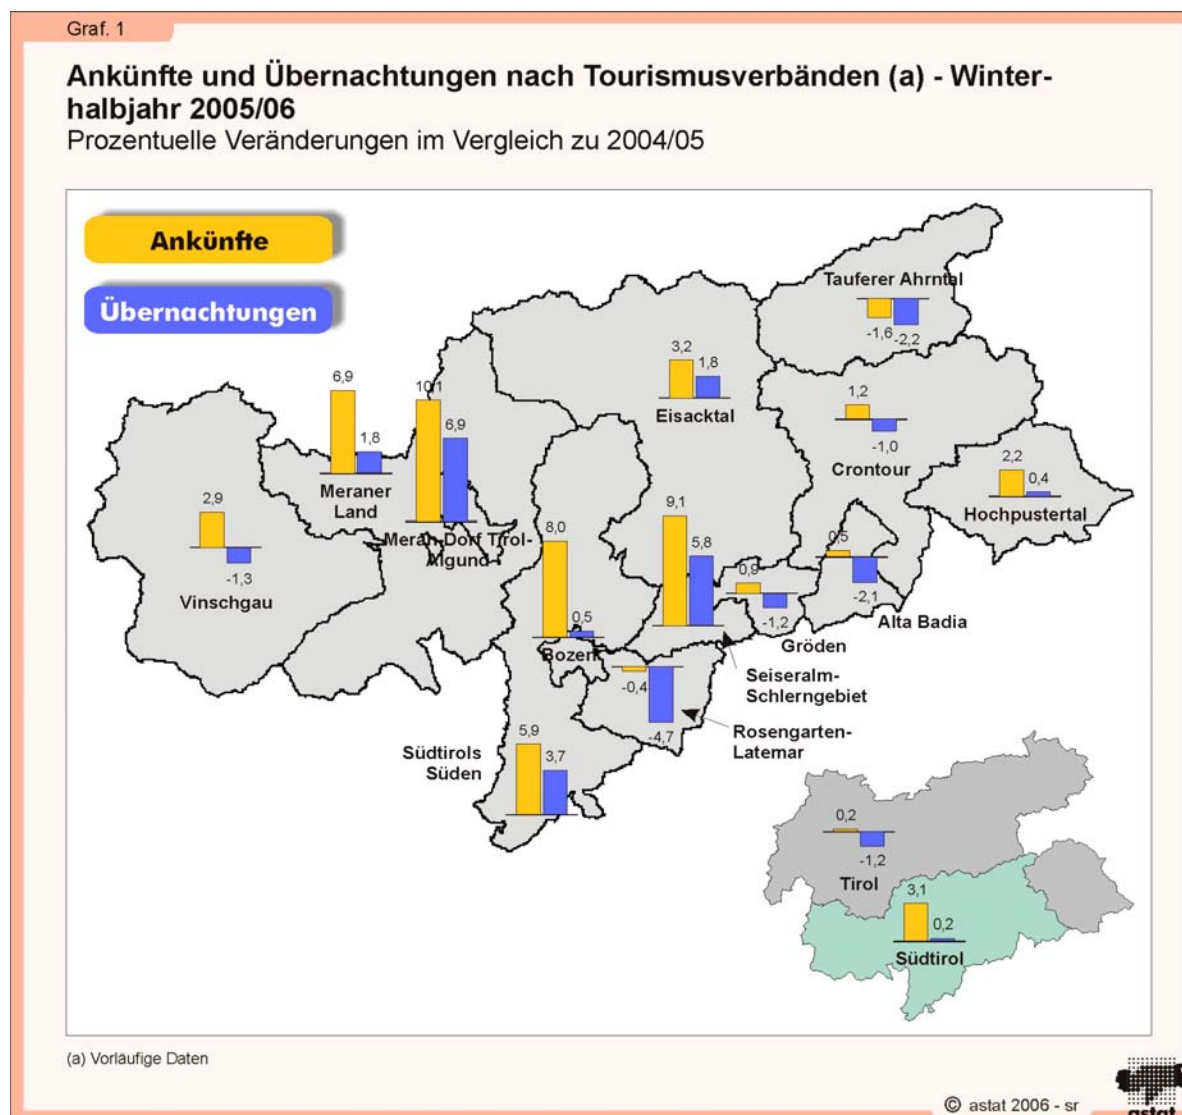 Graf. 1
Ankünfte und Übernachtungen nach Tourismusverbänden (a) - Winter-
halbjahr 2005/06
Prozentuelle Veränderungen im Vergleich zu 2004/05
Ankünfte
Übernachtungen
Tauferer Ahrntal
-1,6
-2,2
3,2
1,8
Eisacktal
1,2
-1,0
Crontour
2,2
0,4
Hochpustertal
6,9
1,8
Meraner
Land
10,1
6,9
Meran-Dorf Tirol-
Algund
2,9
-1,3
Vinschgau
8,0
0,5
Bozen
9,1
5,8
Seiseralm-
Schlerngebiet
0,9
-1,2
Gröden
0,5
-2,1
Alta Badia
-0,4
-4,7
Rosengarten-
Latemar
5,9
3,7
Südtirols
Süden
0,2
-1,2
Tirol
3,1
0,2
Südtirol
(a) Vorläufige Daten
© astat 2006 - sr
astat